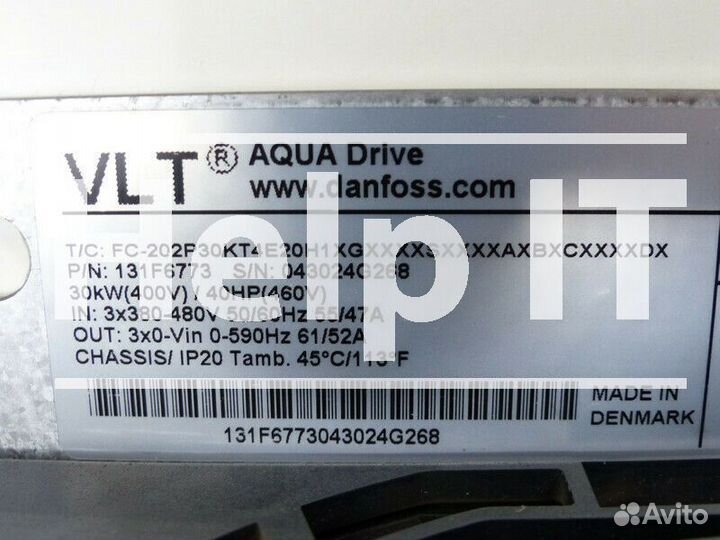 VLT® AQUA Drive
www.danfoss.com
T/C: FC-202P30KT4E20H1XGXXXXSXXXXAXBXCXXXXDX
P/N: 131F6773 S/N: 043024G268
30kW(400V) / 40HP(460V)
IN: 3x380-480V 50/60Hz 55/47A
OUT: 3x0-Vin 0-590Hz 61/52A
CHASSIS/ IP20 Tamb. 45°C/113°F
131F6773043024G268
MADE IN
DENMARK
Help IT
Avito